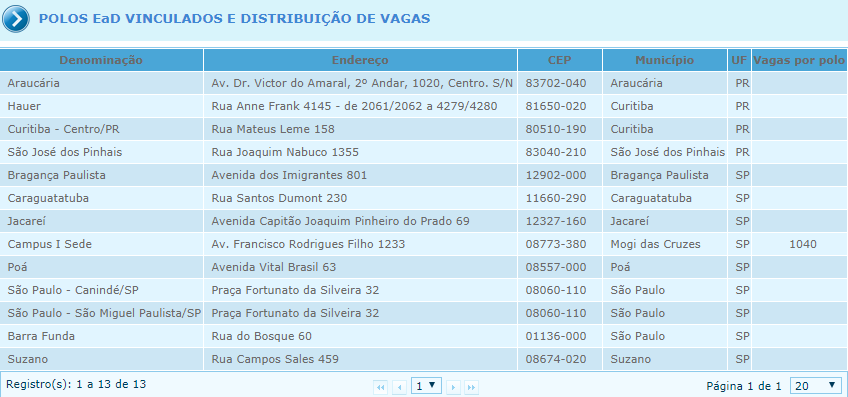 POLOS EaD VINCULADOS E DISTRIBUIÇÃO DE VAGAS
Denominação Endereço CEP Município UF Vagas por polo
Araucária Av. Dr. Victor do Amaral, 2º Andar, 1020, Centro. S/N 83702-040 Araucária PR
Hauer Rua Anne Frank 4145 - de 2061/2062 a 4279/4280 81650-020 Curitiba PR
Curitiba - Centro/PR Rua Mateus Leme 158 80510-190 Curitiba PR
São José dos Pinhais Rua Joaquim Nabuco 1355 83040-210 São José dos Pinhais PR
Bragança Paulista Avenida dos Imigrantes 801 12902-000 Bragança Paulista SP
Caraguatatuba Rua Santos Dumont 230 11660-290 Caraguatatuba SP
Jacareí Avenida Capitão Joaquim Pinheiro do Prado 69 12327-160 Jacareí SP
Campus I Sede Av. Francisco Rodrigues Filho 1233 08773-380 Mogi das Cruzes SP 1040
Poá Avenida Vital Brasil 63 08557-000 Poá SP
São Paulo - Canindé/SP Praça Fortunato da Silveira 32 08060-110 São Paulo SP
São Paulo - São Miguel Paulista/SP Praça Fortunato da Silveira 32 08060-110 São Paulo SP
Barra Funda Rua do Bosque 60 01136-000 São Paulo SP
Suzano Rua Campos Sales 459 08674-020 Suzano SP
Registro(s): 1 a 13 de 13 1 Página 1 de 1 20